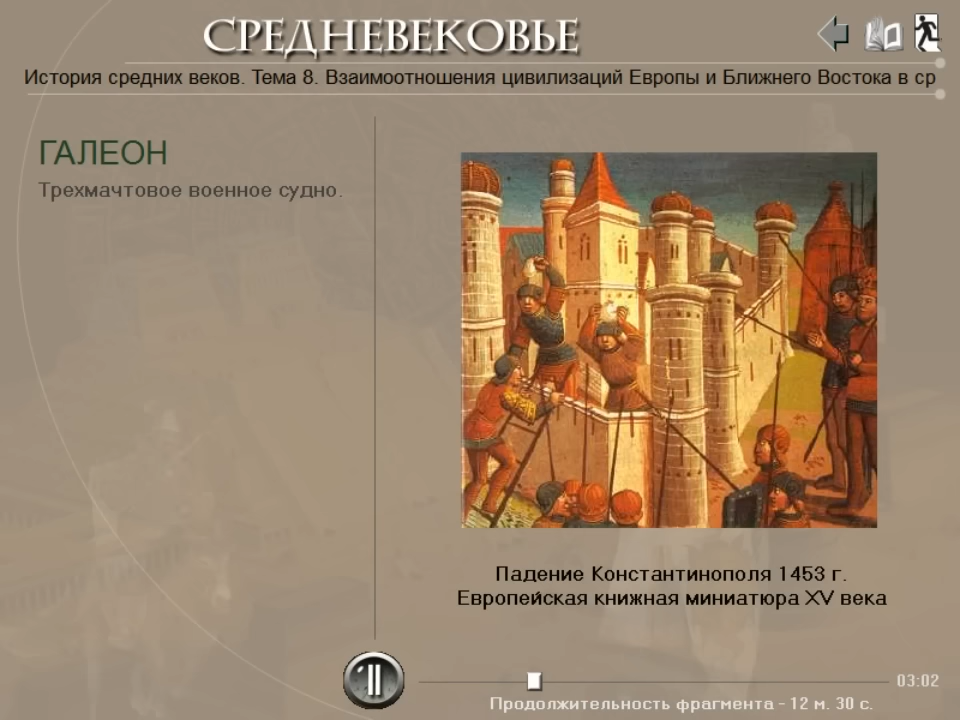 СРЕДНЕВЕКОВЬЕ
История средних веков. Тема 8. Взаимоотношения цивилизаций Европы и Ближнего Востока в ср
ГАЛЕОН
Трехмачтовое военное судно.
Падение Константинополя 1453 г.
Европейская книжная миниатюра XV века
03:02
Продолжительность фрагмента - 12 м. 30 с.